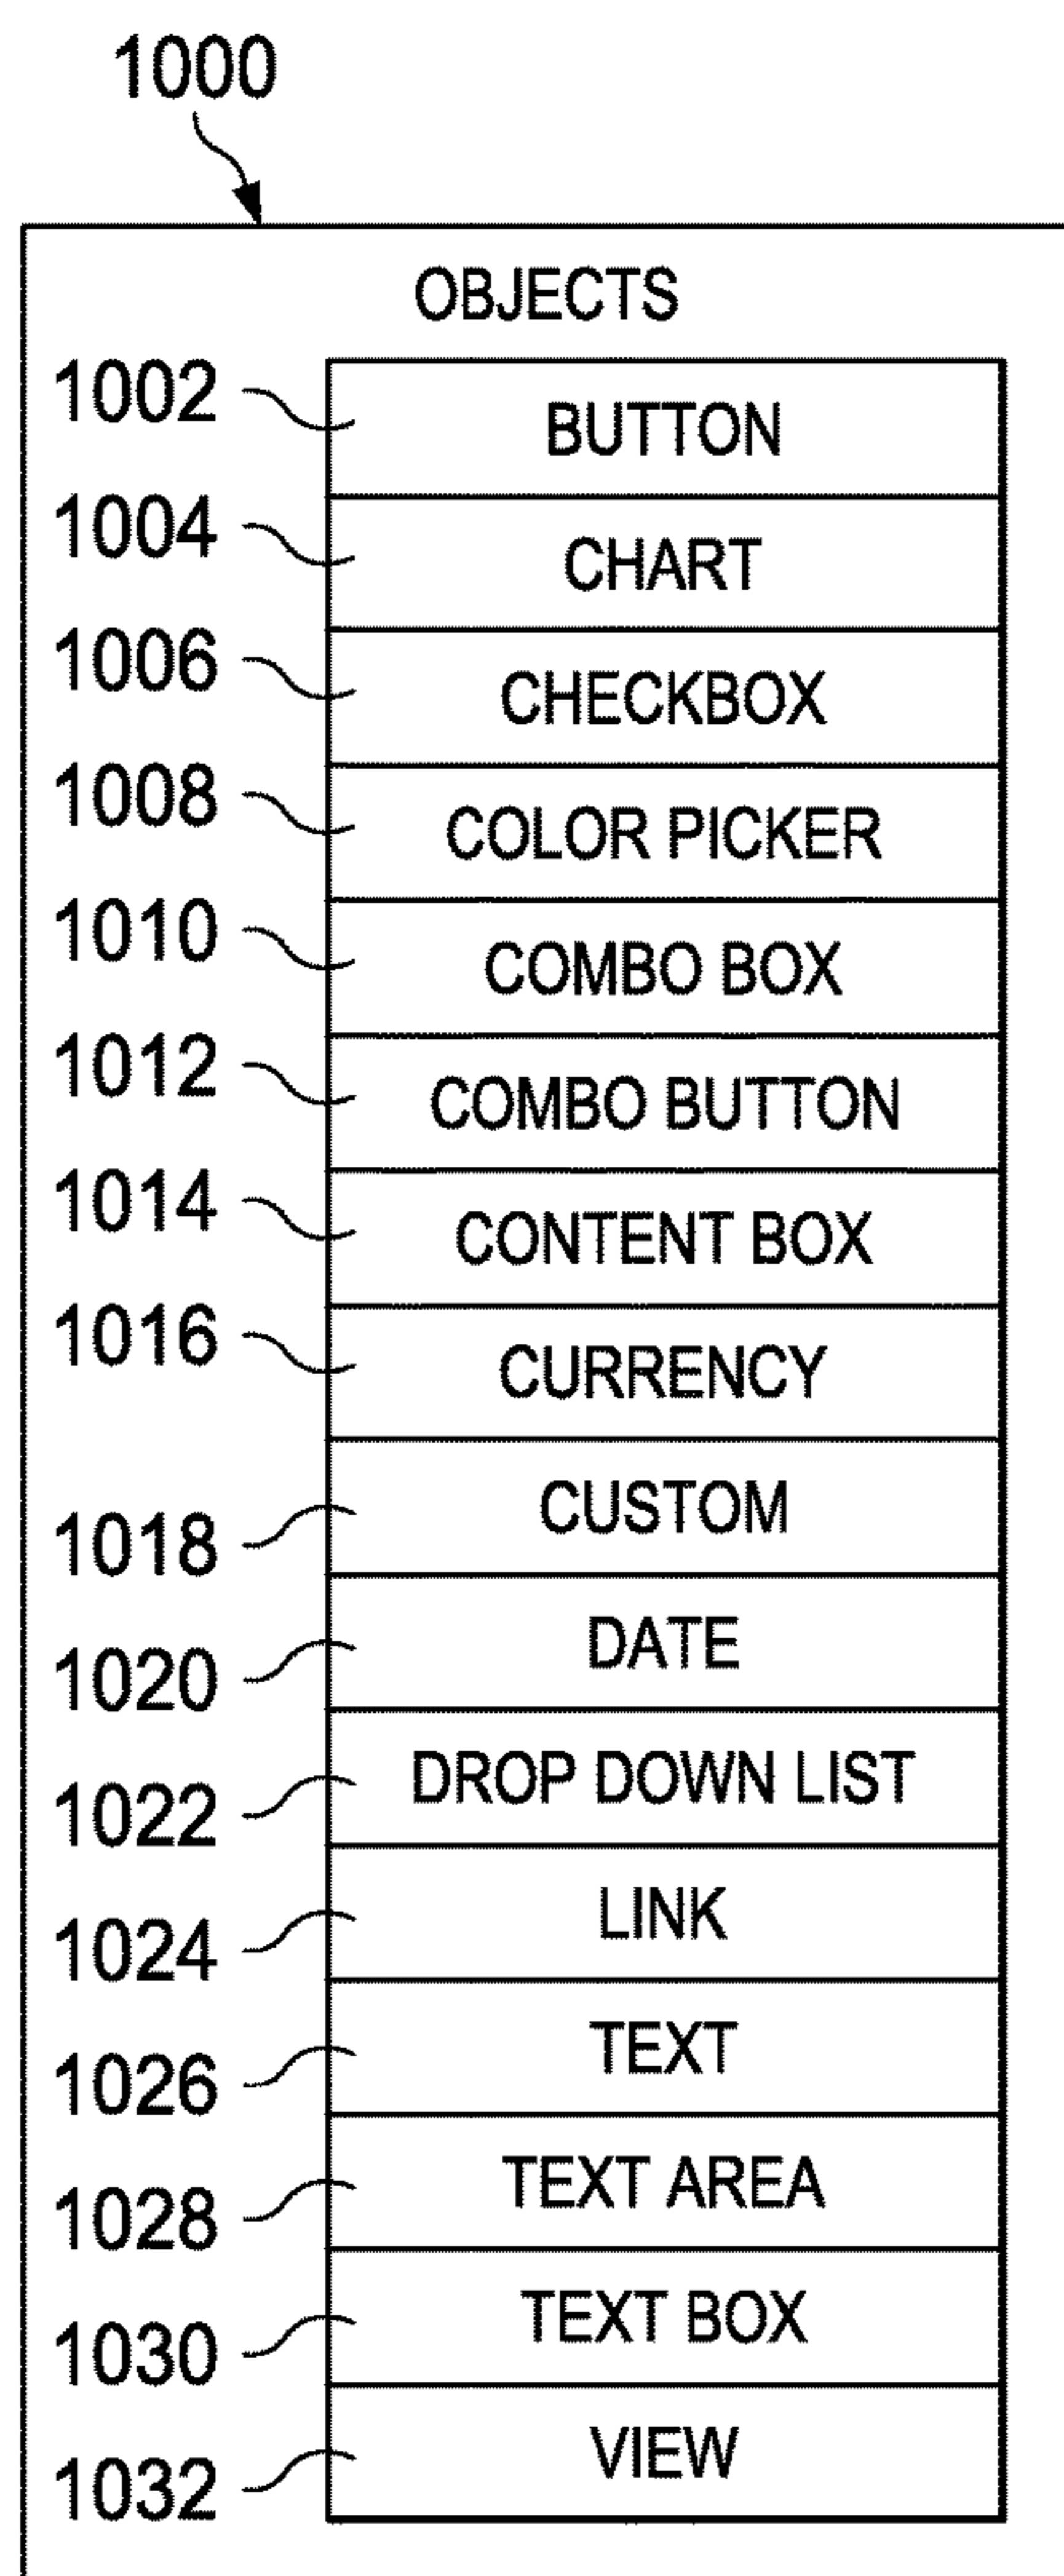 1000
OBJECTS
1002 BUTTON
1004 CHART
1006 CHECKBOX
1008 COLOR PICKER
1010 COMBO BOX
1012 COMBO BUTTON
1014 CONTENT BOX
1016 CURRENCY
1018 CUSTOM
1020 DATE
1022 DROP DOWN LIST
1024 LINK
1026 TEXT
1028 TEXT AREA
1030 TEXT BOX
1032 VIEW